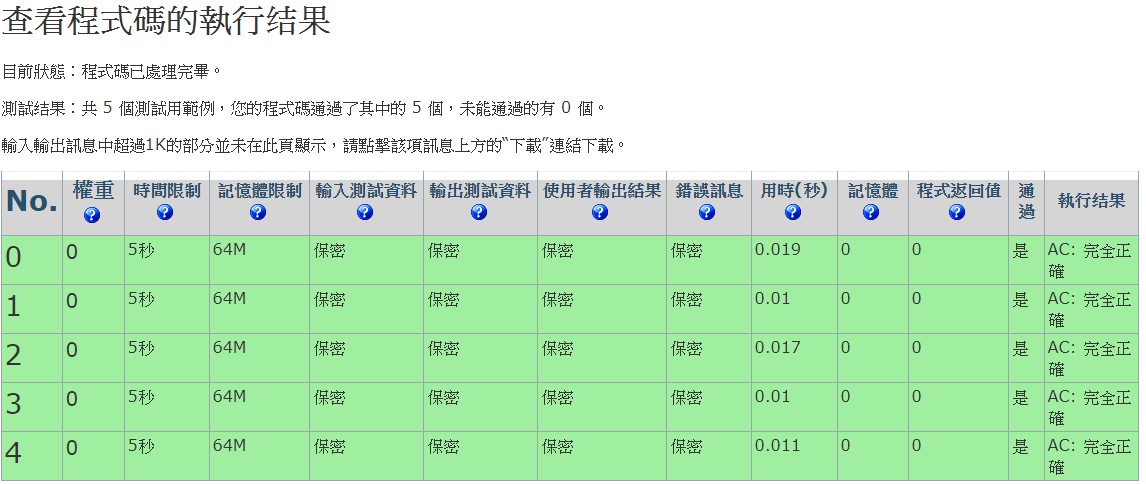 查看程式碼的執行结果
目前狀態：程式碼已處理完畢。
測試结果：共 5 個測試用範例，您的程式碼通過了其中的 5 個，未能通過的有 0 個。
輸入輸出訊息中超過1K的部分並未在此頁顯示，請點擊該項訊息上方的“下載”連結下載。
No. 權重 時間限制 記憶體限制 輸入測試資料 輸出測試資料 使用者輸出結果 錯誤訊息 用時(秒) 記憶體 程式返回值 通過 執行结果
? ? ? ? ? ? ? ? ? ?
0 0 5秒 64M 保密 保密 保密 保密 0.019 0 0 是 AC: 完全正確
1 0 5秒 64M 保密 保密 保密 保密 0.01 0 0 是 AC: 完全正確
2 0 5秒 64M 保密 保密 保密 保密 0.017 0 0 是 AC: 完全正確
3 0 5秒 64M 保密 保密 保密 保密 0.01 0 0 是 AC: 完全正確
4 0 5秒 64M 保密 保密 保密 保密 0.011 0 0 是 AC: 完全正確